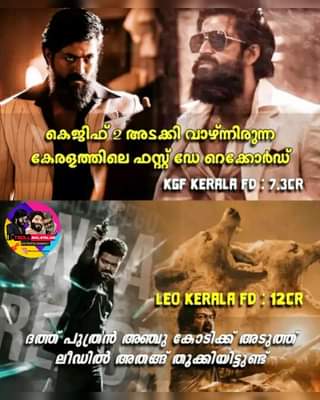 കെജിഫ് 2 അടക്കി വാഴ്ന്നിരുന്ന
കേരളത്തിലെ ഫസ്റ്റ് ഡേ റെക്കോർഡ്
KGF KERALA FD : 7.3CR
LEO KERALA FD : 12CR
ദത്ത് പുത്രൻ അഞ്ചു കോടിക്ക് അടുത്ത്
ലീഡിൽ അതങ്ങ് തൂക്കിയിട്ടുണ്ട്